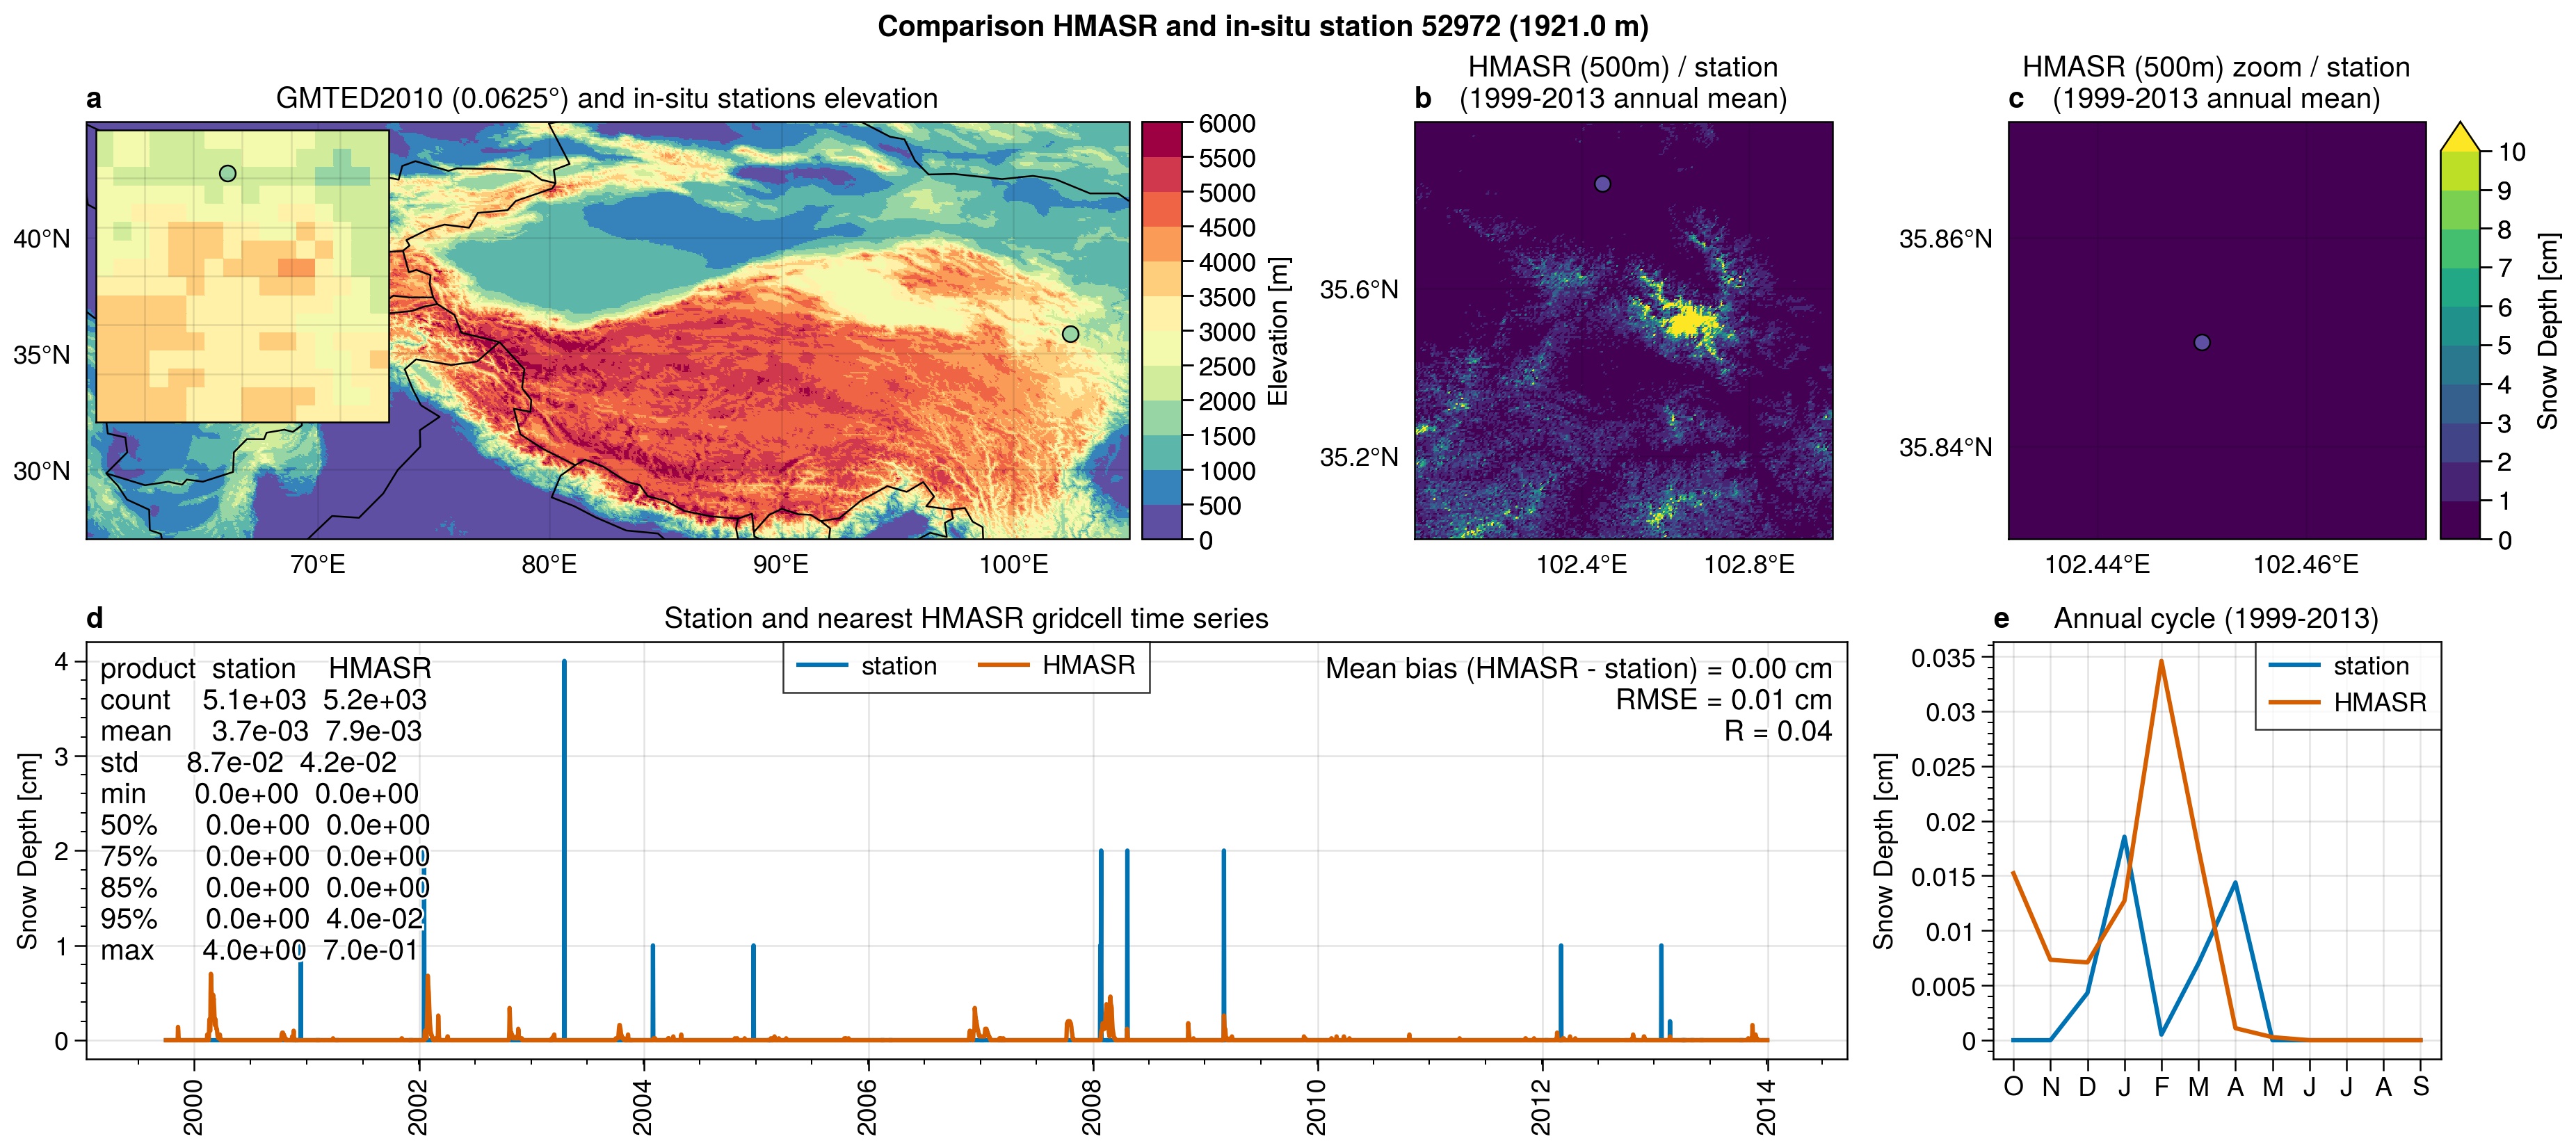 Comparison HMASR and in-situ station 52972 (1921.0 m)
a
GMTED2010 (0.0625°) and in-situ stations elevation
40°N
35°N
30°N
70°E
80°E
90°E
100°E
6000
5500
5000
4500
4000
3500
3000
2500
2000
1500
1000
500
0
Elevation [m]
b
HMASR (500m) / station
(1999-2013 annual mean)
35.6°N
35.2°N
102.4°E
102.8°E
c
HMASR (500m) zoom / station
(1999-2013 annual mean)
35.86°N
35.84°N
102.44°E
102.46°E
10
9
8
7
6
5
4
3
2
1
0
Snow Depth [cm]
d
Station and nearest HMASR gridcell time series
Snow Depth [cm]
4
3
2
1
0
product station HMASR
count 5.1e+03 5.2e+03
mean 3.7e-03 7.9e-03
std 8.7e-02 4.2e-02
min 0.0e+00 0.0e+00
50% 0.0e+00 0.0e+00
75% 0.0e+00 0.0e+00
85% 0.0e+00 0.0e+00
95% 0.0e+00 4.0e-02
max 4.0e+00 7.0e-01
station HMASR
Mean bias (HMASR - station) = 0.00 cm
RMSE = 0.01 cm
R = 0.04
2000
2002
2004
2006
2008
2010
2012
2014
e
Annual cycle (1999-2013)
Snow Depth [cm]
0.035
0.03
0.025
0.02
0.015
0.01
0.005
0
station
HMASR
O N D J F M A M J J A S